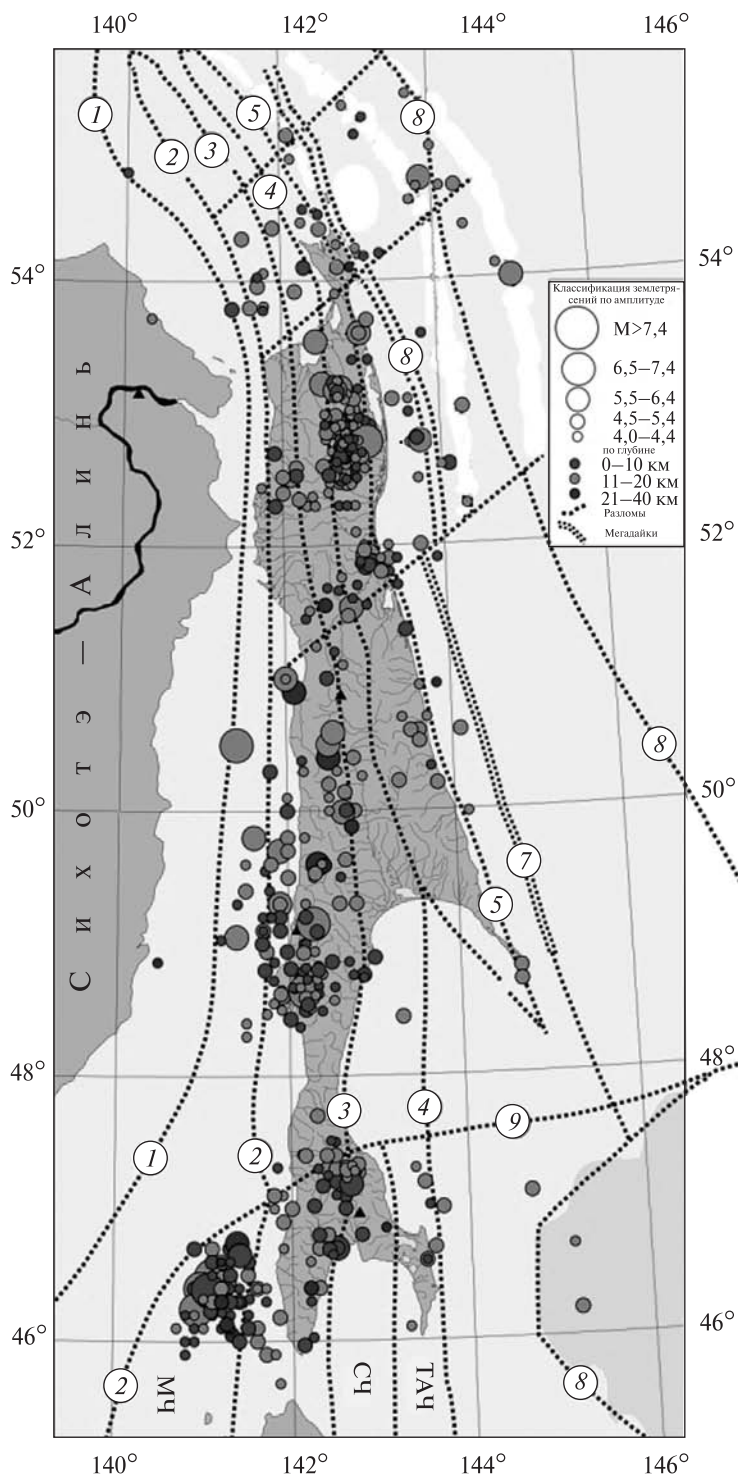 140° 142° 144° 146°
1
2
3
5
8
4
54° 54°
Классификация землетря-
сений по амплитуде
M>7,4
6,5–7,4
5,5–6,4
4,5–5,4
4,0–4,4
по глубине
0–10 км
11–20 км
21–40 км
Разломы
Мегадайки
8
52° 52°
Сихотэ—Алинь
8
50° 50°
7
5
48° 48°
3
4
9
1
2
46° 46°
2
МЧ
СЧ
ТАЧ
8
140° 142° 144° 146°